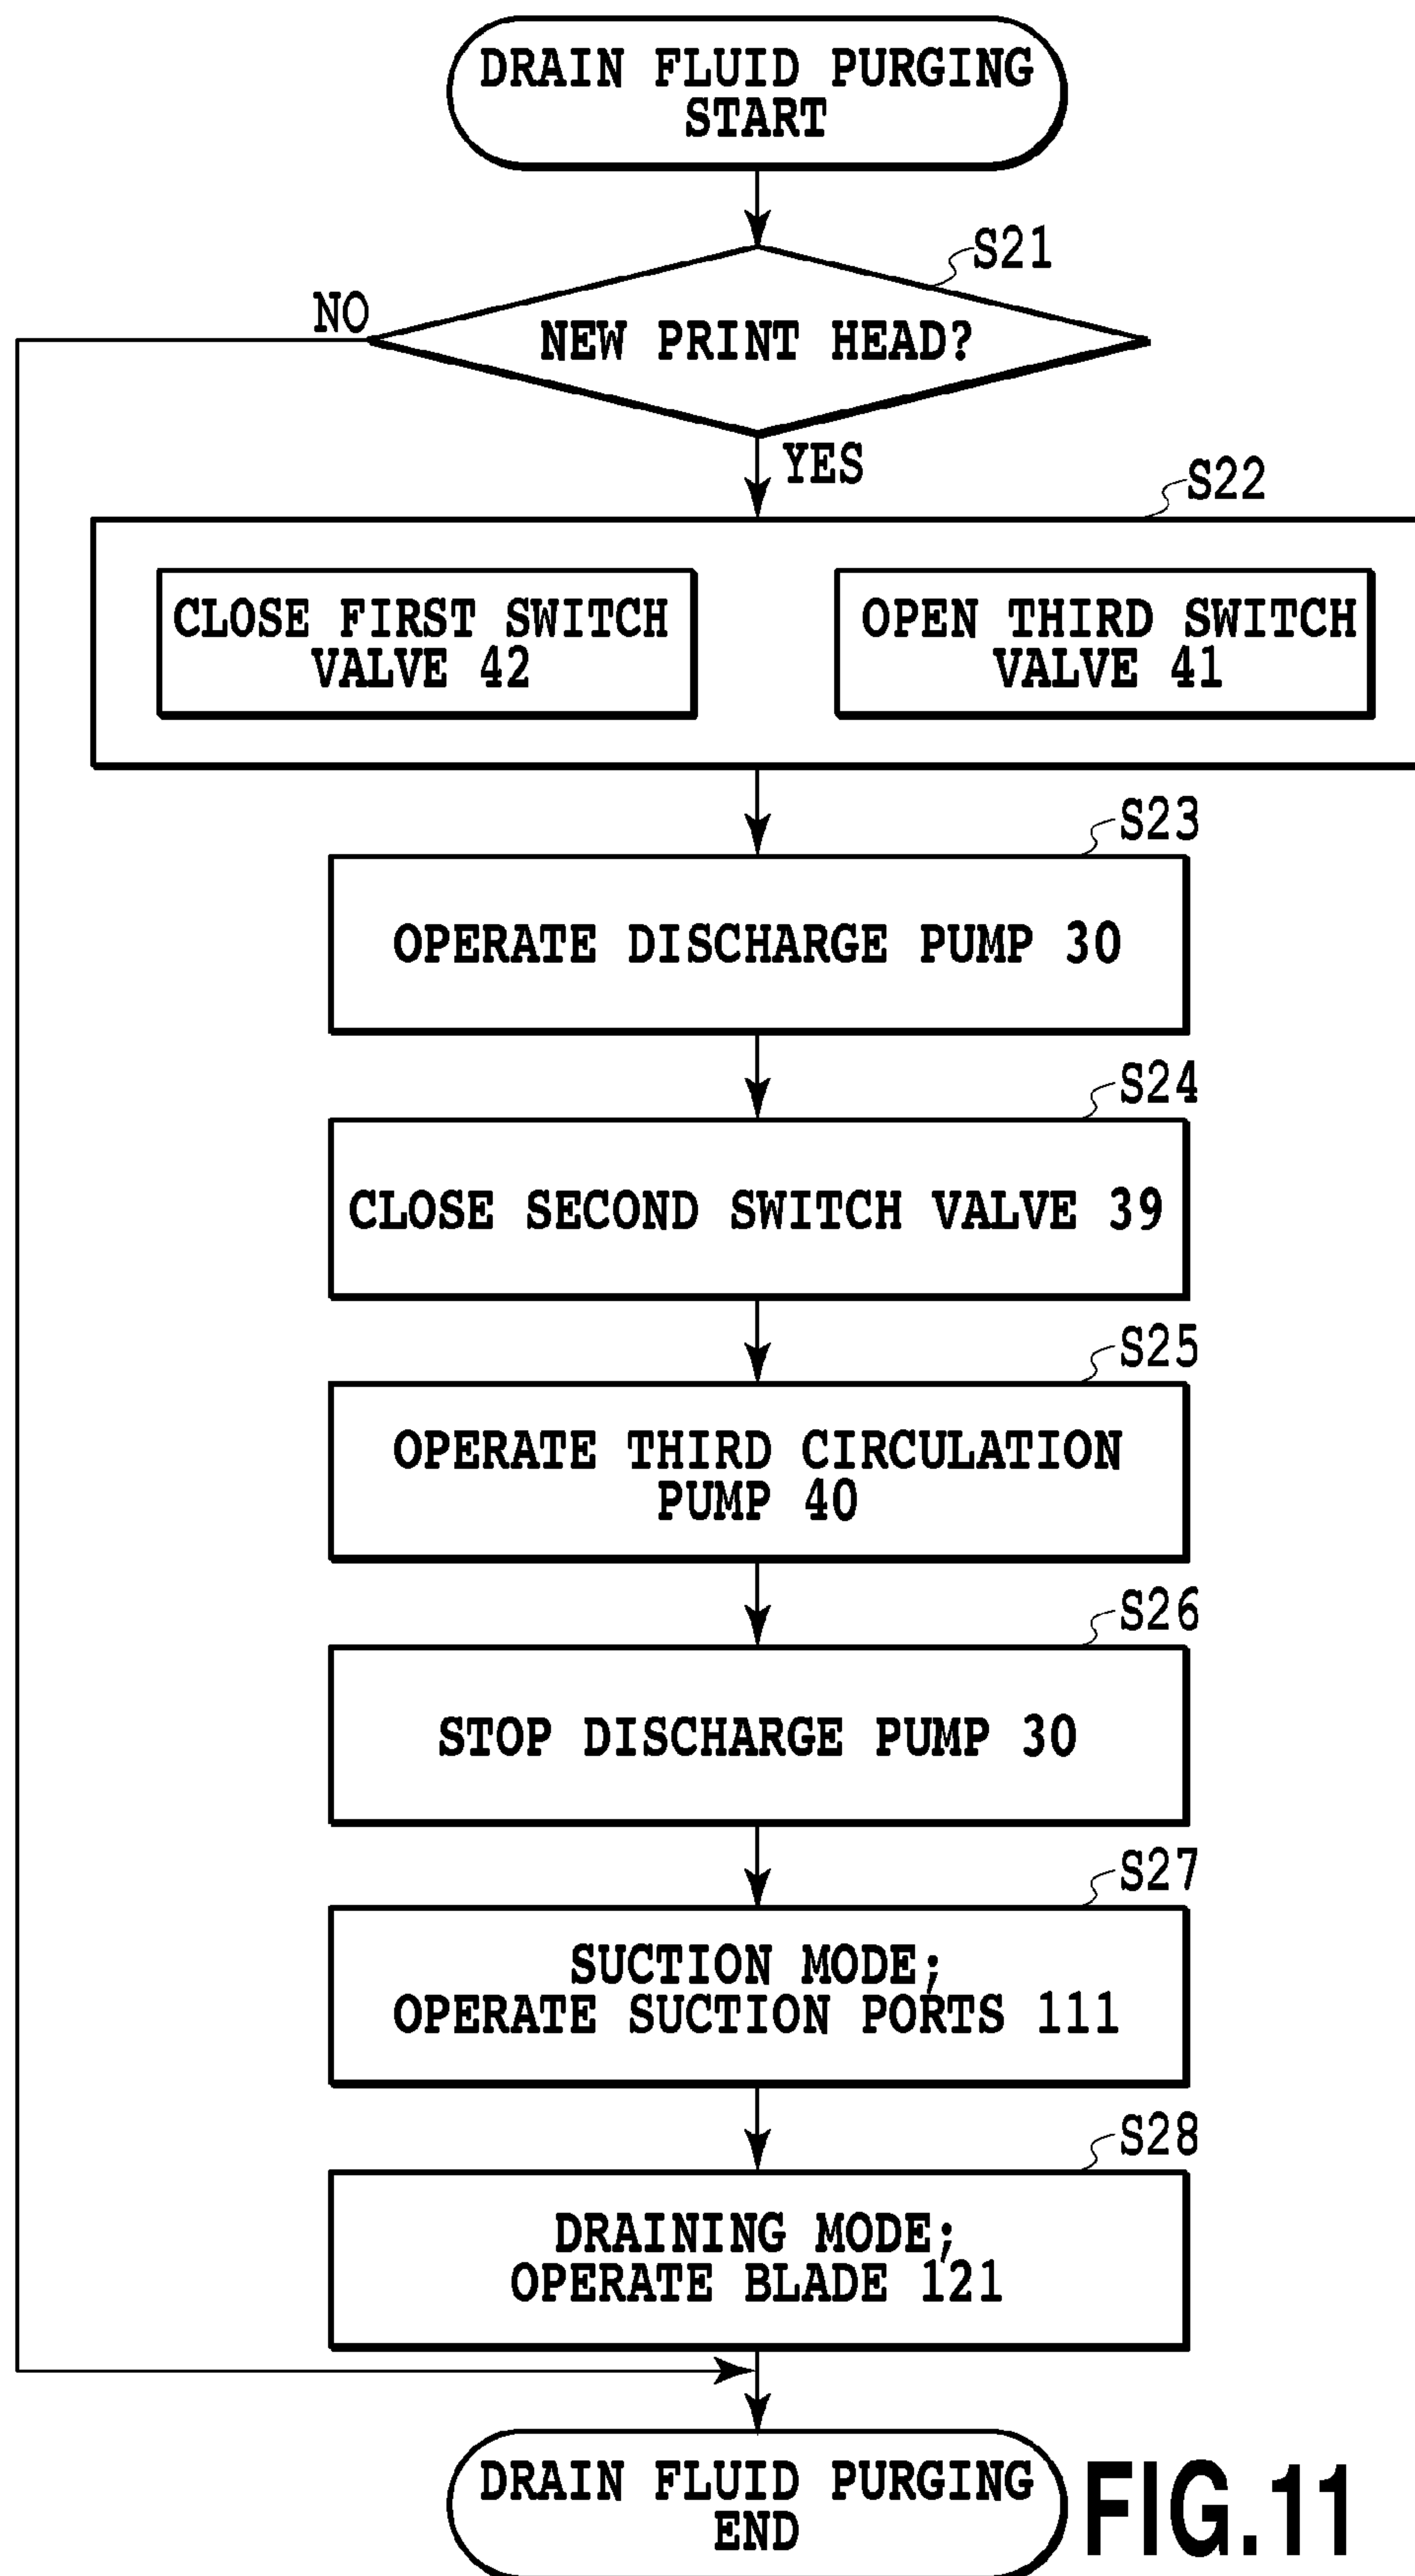 DRAIN FLUID PURGING
START
S21
NO
NEW PRINT HEAD?
YES
S22
CLOSE FIRST SWITCH
VALVE 42
OPEN THIRD SWITCH
VALVE 41
S23
OPERATE DISCHARGE PUMP 30
S24
CLOSE SECOND SWITCH VALVE 39
S25
OPERATE THIRD CIRCULATION
PUMP 40
S26
STOP DISCHARGE PUMP 30
S27
SUCTION MODE;
OPERATE SUCTION PORTS 111
S28
DRAINING MODE;
OPERATE BLADE 121
DRAIN FLUID PURGING
END
FIG.11